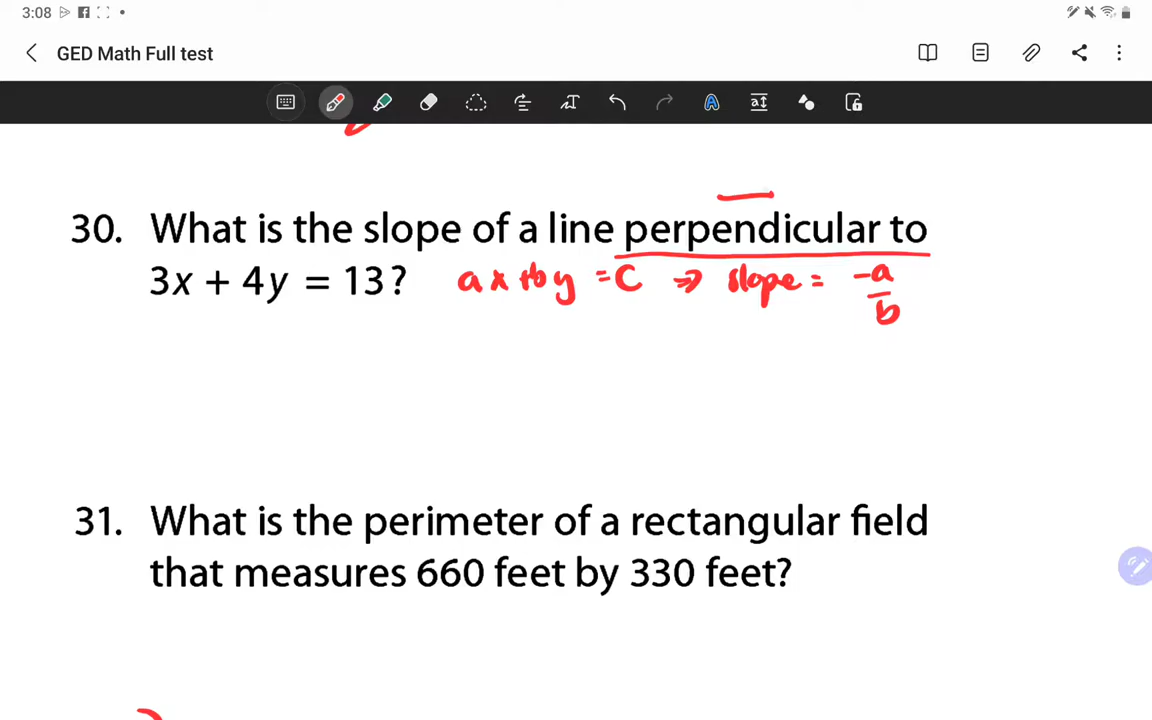 3:08
GED Math Full test
30. What is the slope of a line perpendicular to
3x + 4y = 13? ax+by = C ⇒ slope = -a/b
31. What is the perimeter of a rectangular field
that measures 660 feet by 330 feet?